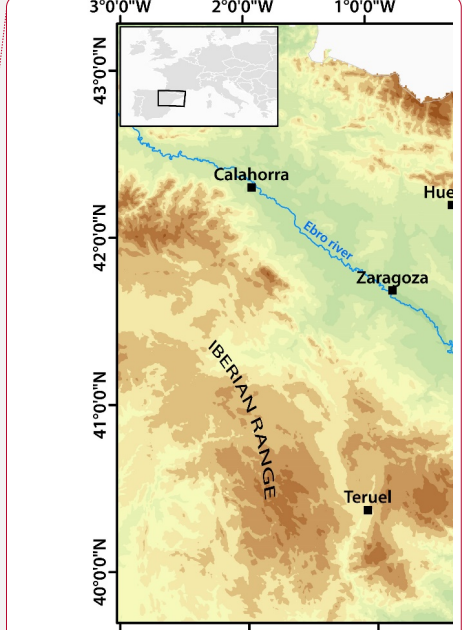 3°0'0"W
2°0'0"W
1°0'0"W
43°0'0"N
Calahorra
Hue
42°0'0"N
Ebro river
Zaragoza
IBERIAN RANGE
41°0'0"N
Teruel
40°0'0"N